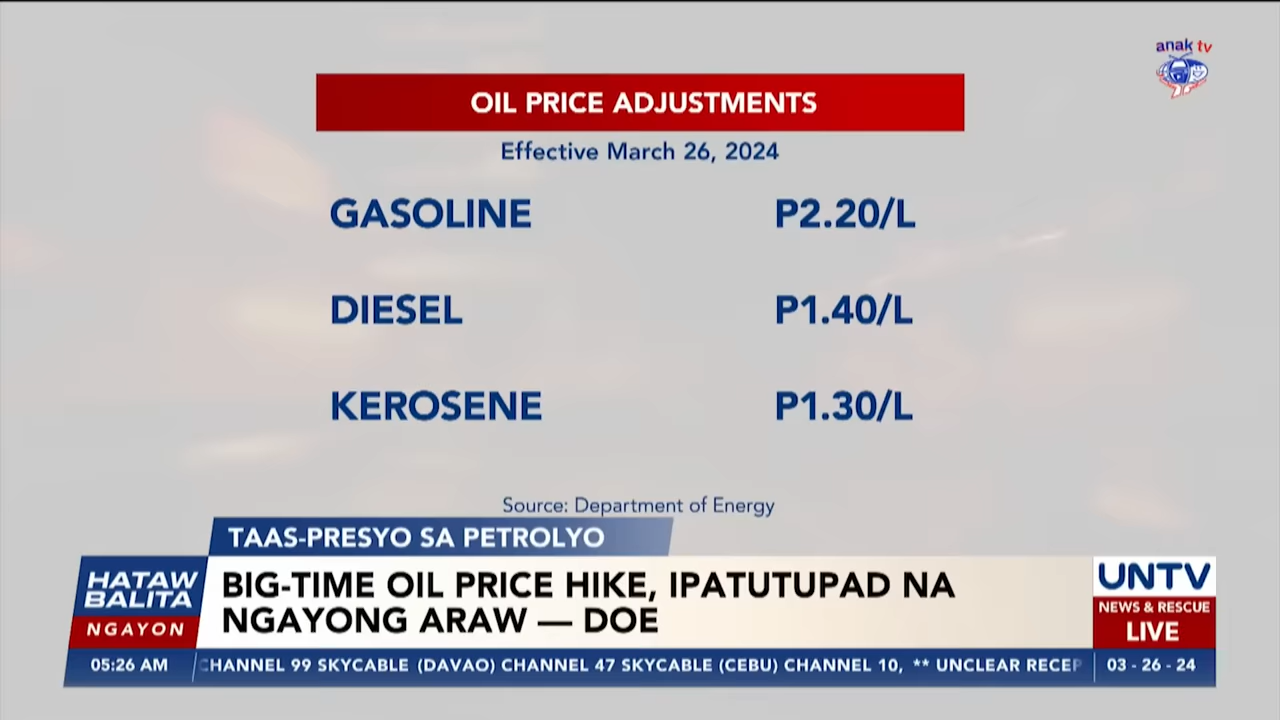 anak tv
OIL PRICE ADJUSTMENTS
Effective March 26, 2024
GASOLINE P2.20/L
DIESEL P1.40/L
KEROSENE P1.30/L
Source: Department of Energy
TAAS-PRESYO SA PETROLYO
HATAW
BALITA
NGAYON
BIG-TIME OIL PRICE HIKE, IPATUTUPAD NA
NGAYONG ARAW — DOE
UNTV
NEWS & RESCUE
LIVE
05:26 AM
CHANNEL 99 SKYCABLE (DAVAO) CHANNEL 47 SKYCABLE (CEBU) CHANNEL 10, ** UNCLEAR RECEP
03 - 26 - 24